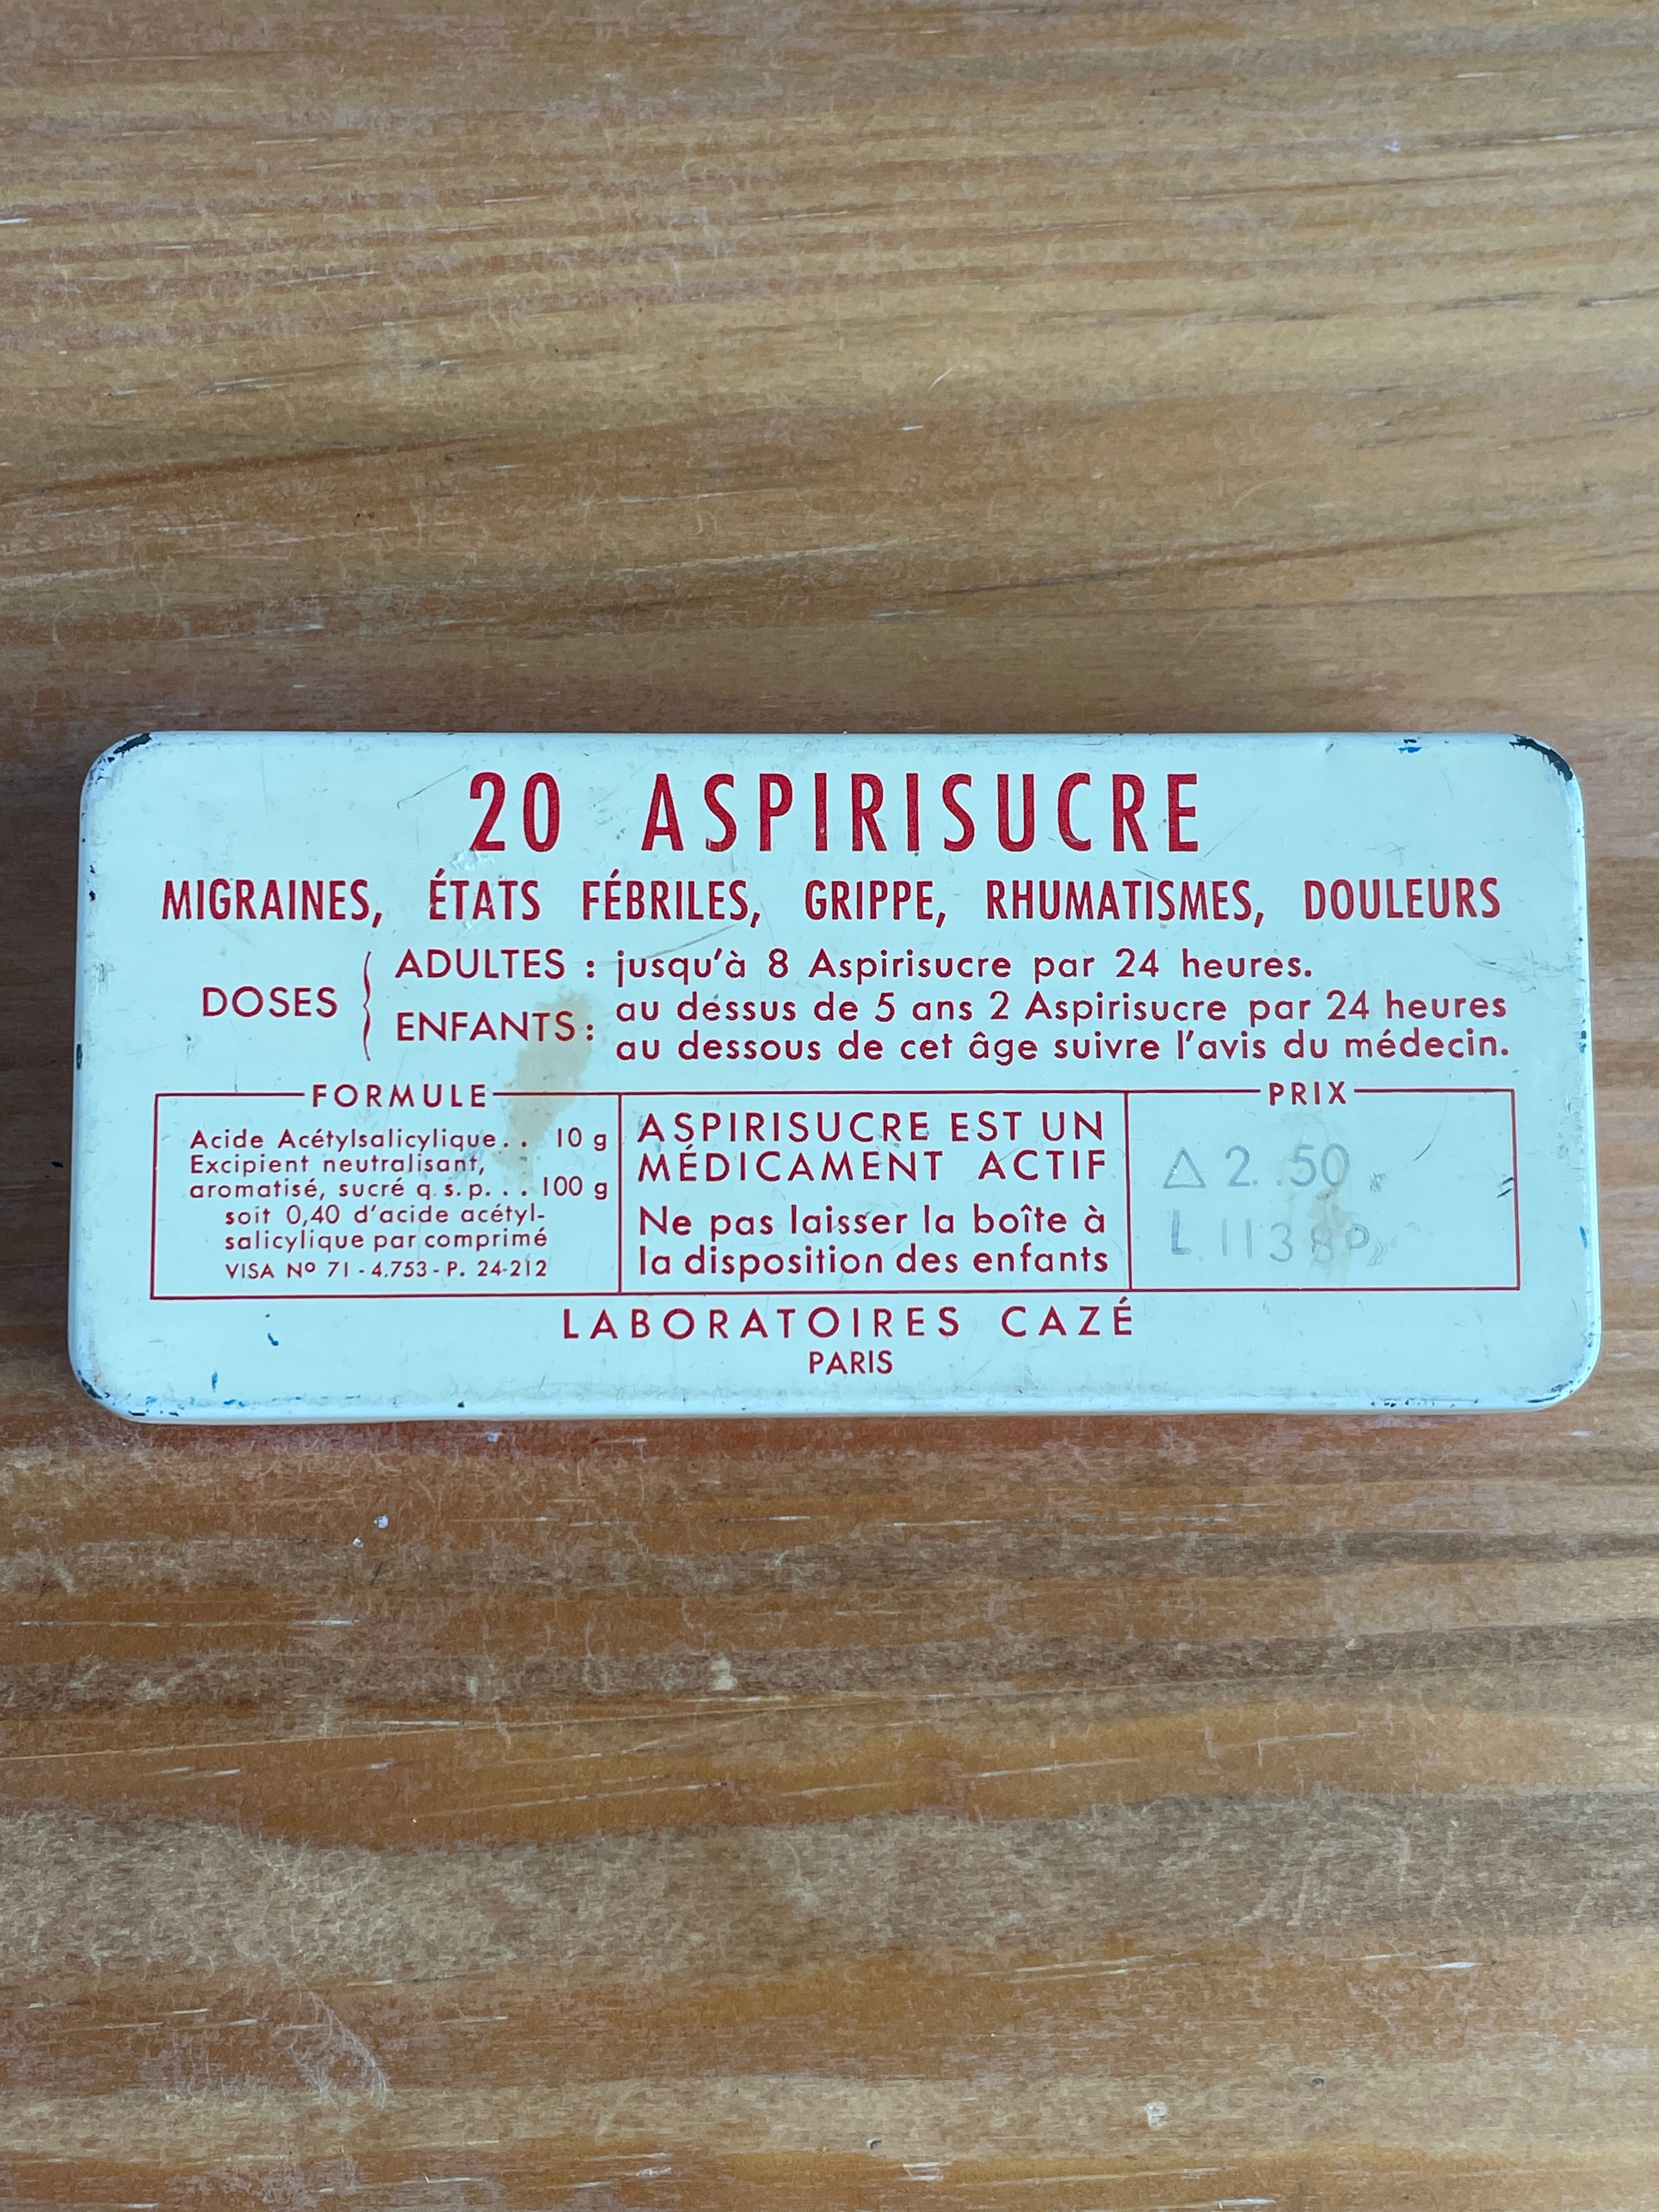 20 ASPIRISUCRE
MIGRAINES, ÉTATS FÉBRILES, GRIPPE, RHUMATISMES, DOULEURS
DOSES
ADULTES : jusqu'à 8 Aspirisucre par 24 heures.
ENFANTS : au dessus de 5 ans 2 Aspirisucre par 24 heures
au dessous de cet âge suivre l'avis du médecin.
FORMULE
Acide Acétylsalicylique.. 10 g
Excipient neutralisant,
aromatisé, sucré q.s.p. . . 100 g
soit 0,40 d'acide acétyl-
salicylique par comprimé
VISA Nº 71 - 4.753 - P. 24-212
ASPIRISUCRE EST UN
MÉDICAMENT ACTIF
Ne pas laisser la boîte à
la disposition des enfants
PRIX
△ 2.50
LABORATOIRES CAZÉ
PARIS